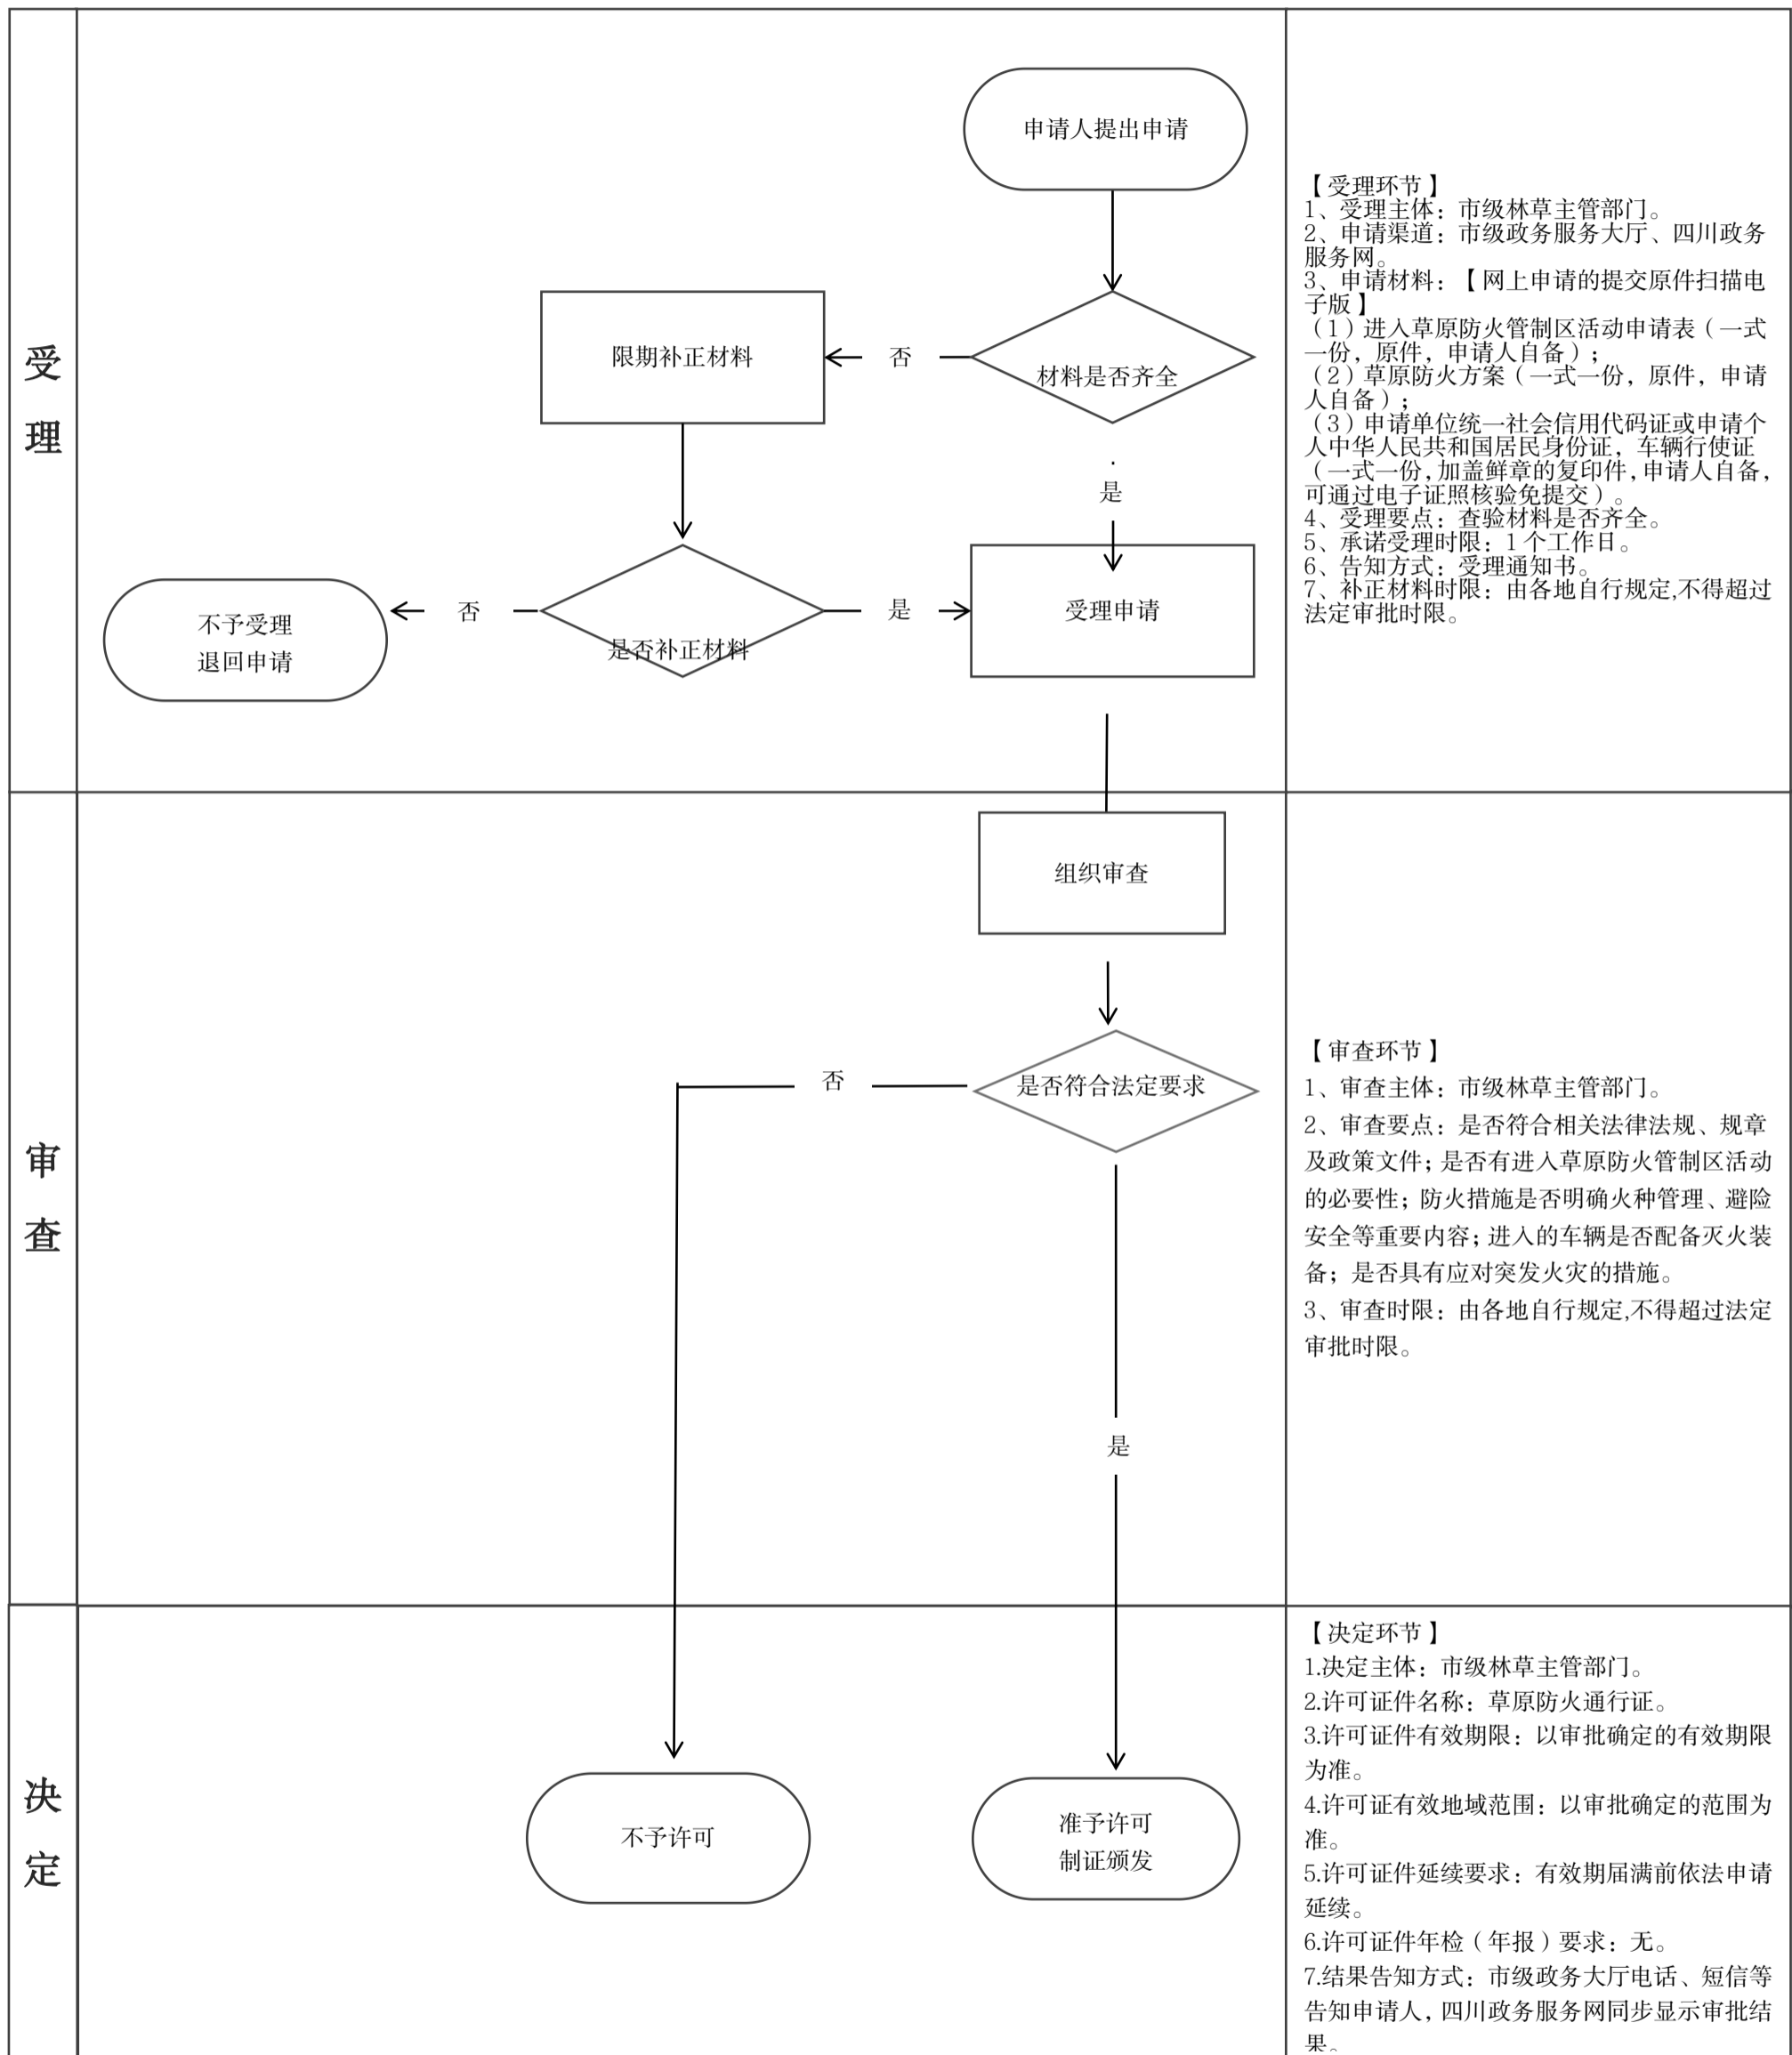 受
理
申请人提出申请
限期补正材料
否
材料是否齐全
是
不予受理
退回申请
否
是否补正材料
是
受理申请
【受理环节】
1、受理主体：市级林草主管部门。
2、申请渠道：市级政务服务大厅、四川政务
服务网。
3、申请材料：【网上申请的提交原件扫描电
子版】
（1）进入草原防火管制区活动申请表（一式
一份，原件，申请人自备）；
（2）草原防火方案（一式一份，原件，申请
人自备）；
（3）申请单位统一社会信用代码证或申请个
人中华人民共和国居民身份证，车辆行使证
（一式一份,加盖鲜章的复印件,申请人自备,
可通过电子证照核验免提交）。
4、受理要点：查验材料是否齐全。
5、承诺受理时限：1 个工作日。
6、告知方式：受理通知书。
7、补正材料时限：由各地自行规定,不得超过
法定审批时限。
审
查
组织审查
否
是否符合法定要求
是
【审查环节】
1、审查主体：市级林草主管部门。
2、审查要点：是否符合相关法律法规、规章
及政策文件；是否有进入草原防火管制区活动
的必要性；防火措施是否明确火种管理、避险
安全等重要内容；进入的车辆是否配备灭火装
备；是否具有应对突发火灾的措施。
3、审查时限：由各地自行规定,不得超过法定
审批时限。
决
定
不予许可
准予许可
制证颁发
【决定环节】
1.决定主体：市级林草主管部门。
2.许可证件名称：草原防火通行证。
3.许可证件有效期限：以审批确定的有效期限
为准。
4.许可证有效地域范围：以审批确定的范围为
准。
5.许可证件延续要求：有效期届满前依法申请
延续。
6.许可证件年检（年报）要求：无。
7.结果告知方式：市级政务大厅电话、短信等
告知申请人，四川政务服务网同步显示审批结
果。